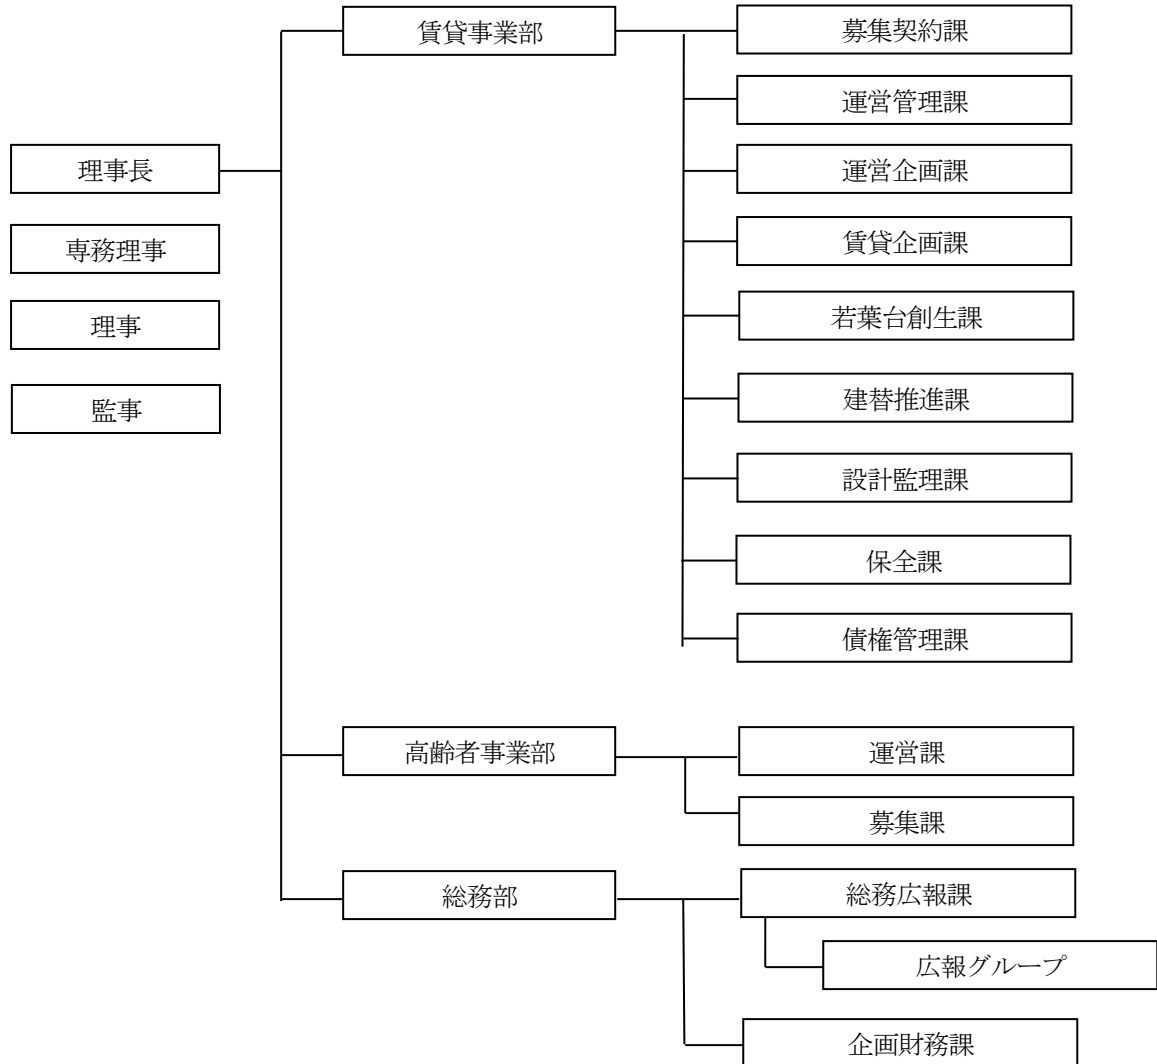 理事長
専務理事
理事
監事
賃貸事業部
募集契約課
運営管理課
運営企画課
賃貸企画課
若葉台創生課
建替推進課
設計監理課
保全課
債権管理課
高齢者事業部
運営課
募集課
総務部
総務広報課
広報グループ
企画財務課